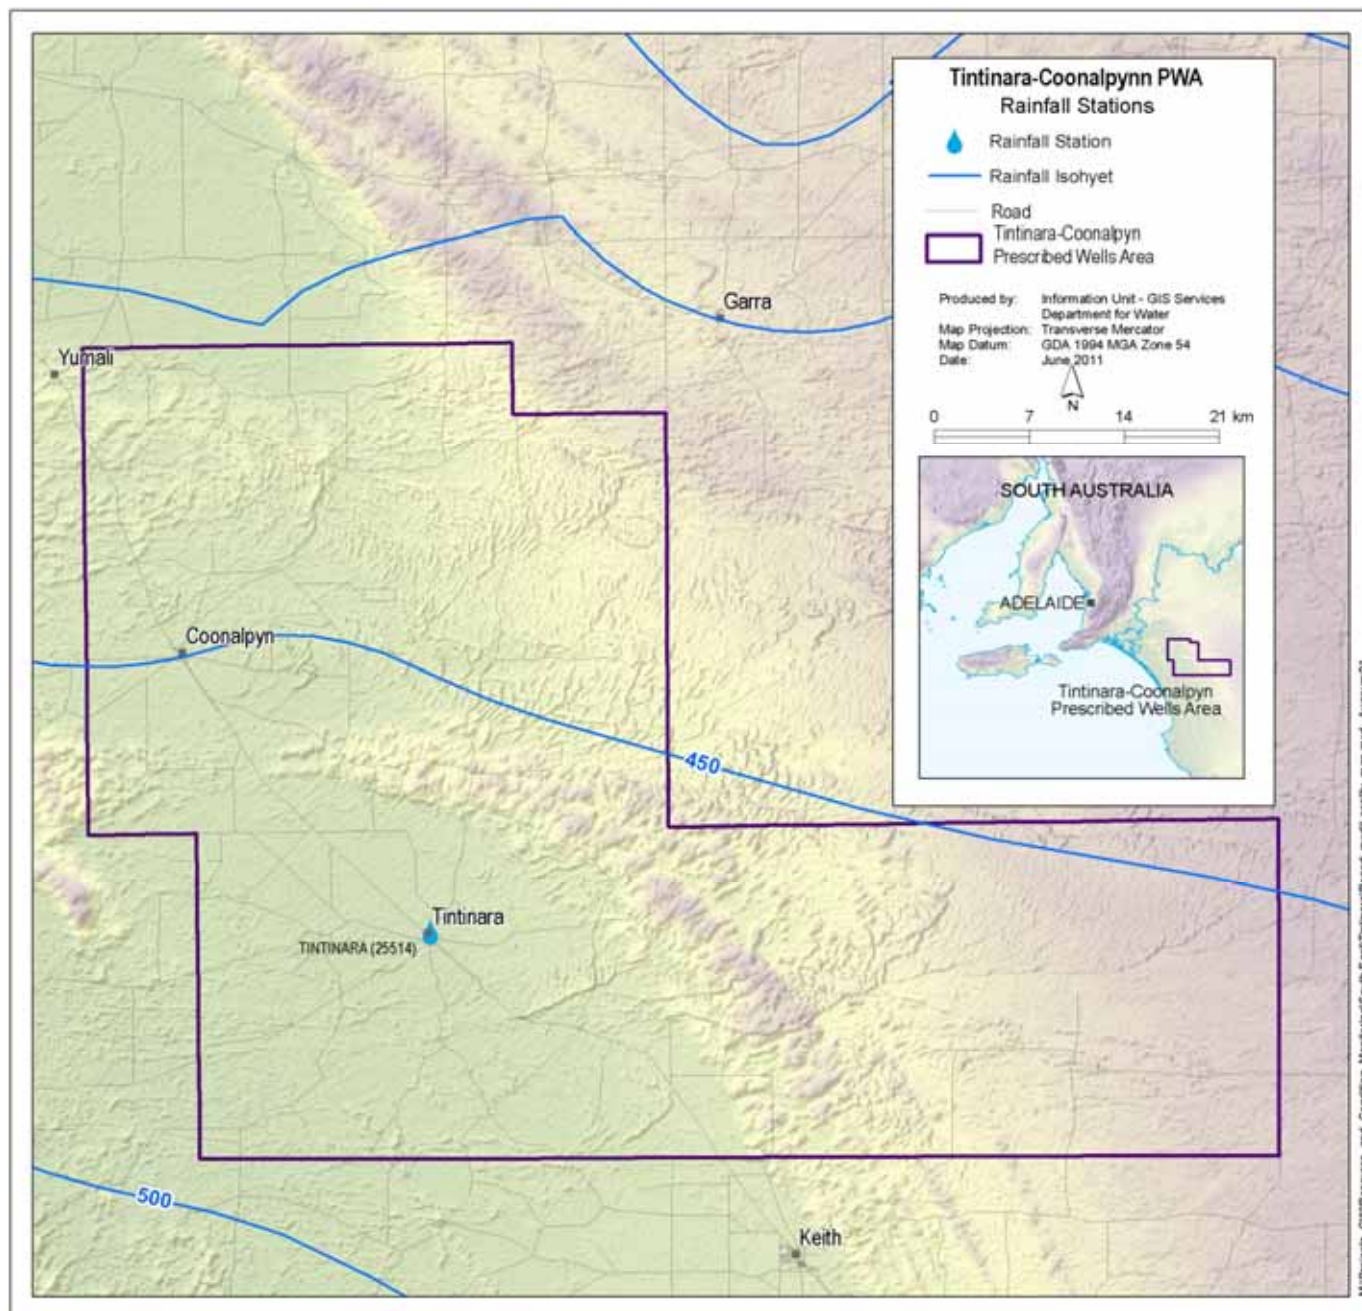 Tintinara-Coonalpynn PWA
Rainfall Stations
Rainfall Station
Rainfall Isohyet
Road
Tintinara-Coonalpyn
Prescribed Wells Area
Produced by: Information Unit - GIS Services
Department for Water
Map Projection: Transverse Mercator
Map Datum: GDA 1994 MGA Zone 54
Date: June 2011
N
0 7 14 21 km
SOUTH AUSTRALIA
ADELAIDE
Tintinara-Coonalpyn
Prescribed Wells Area
Garra
Yumali
Coonalpyn
450
Tintinara
TINTINARA (25514)
500
Keith